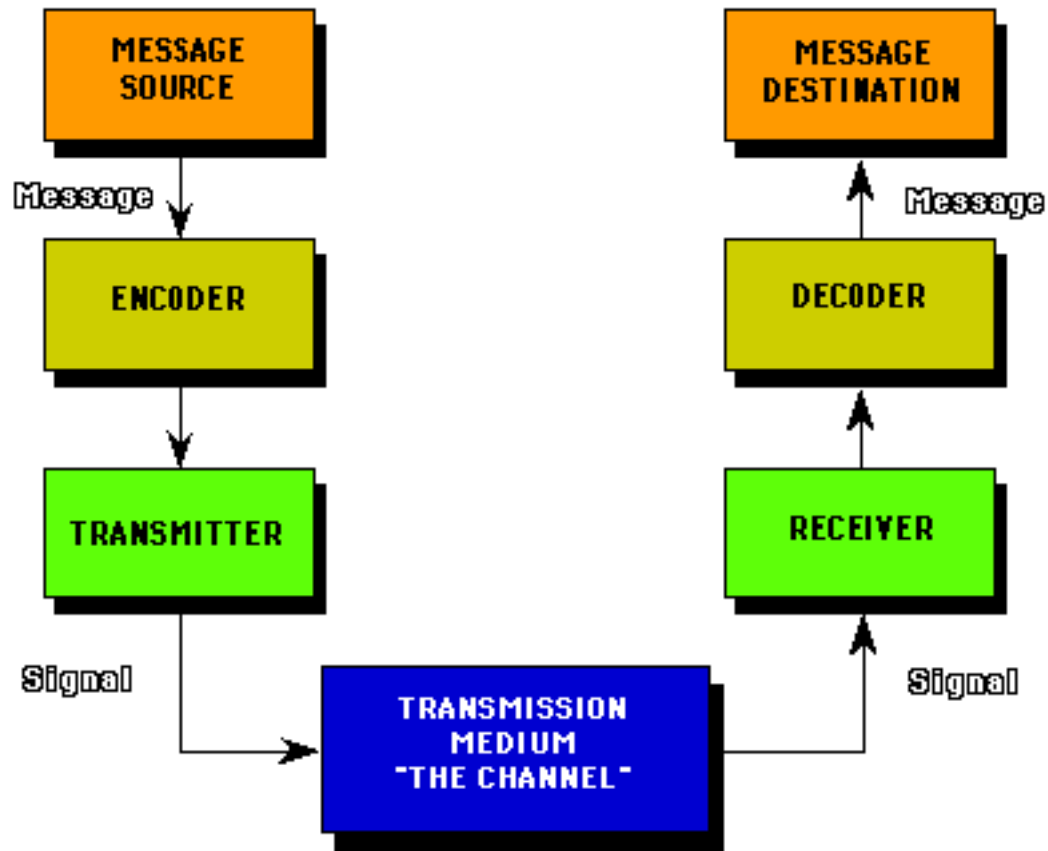 MESSAGE
SOURCE
Message
ENCODER
TRANSMITTER
Signal
TRANSMISSION
MEDIUM
"THE CHANNEL"
Signal
RECEIVER
DECODER
Message
MESSAGE
DESTINATION